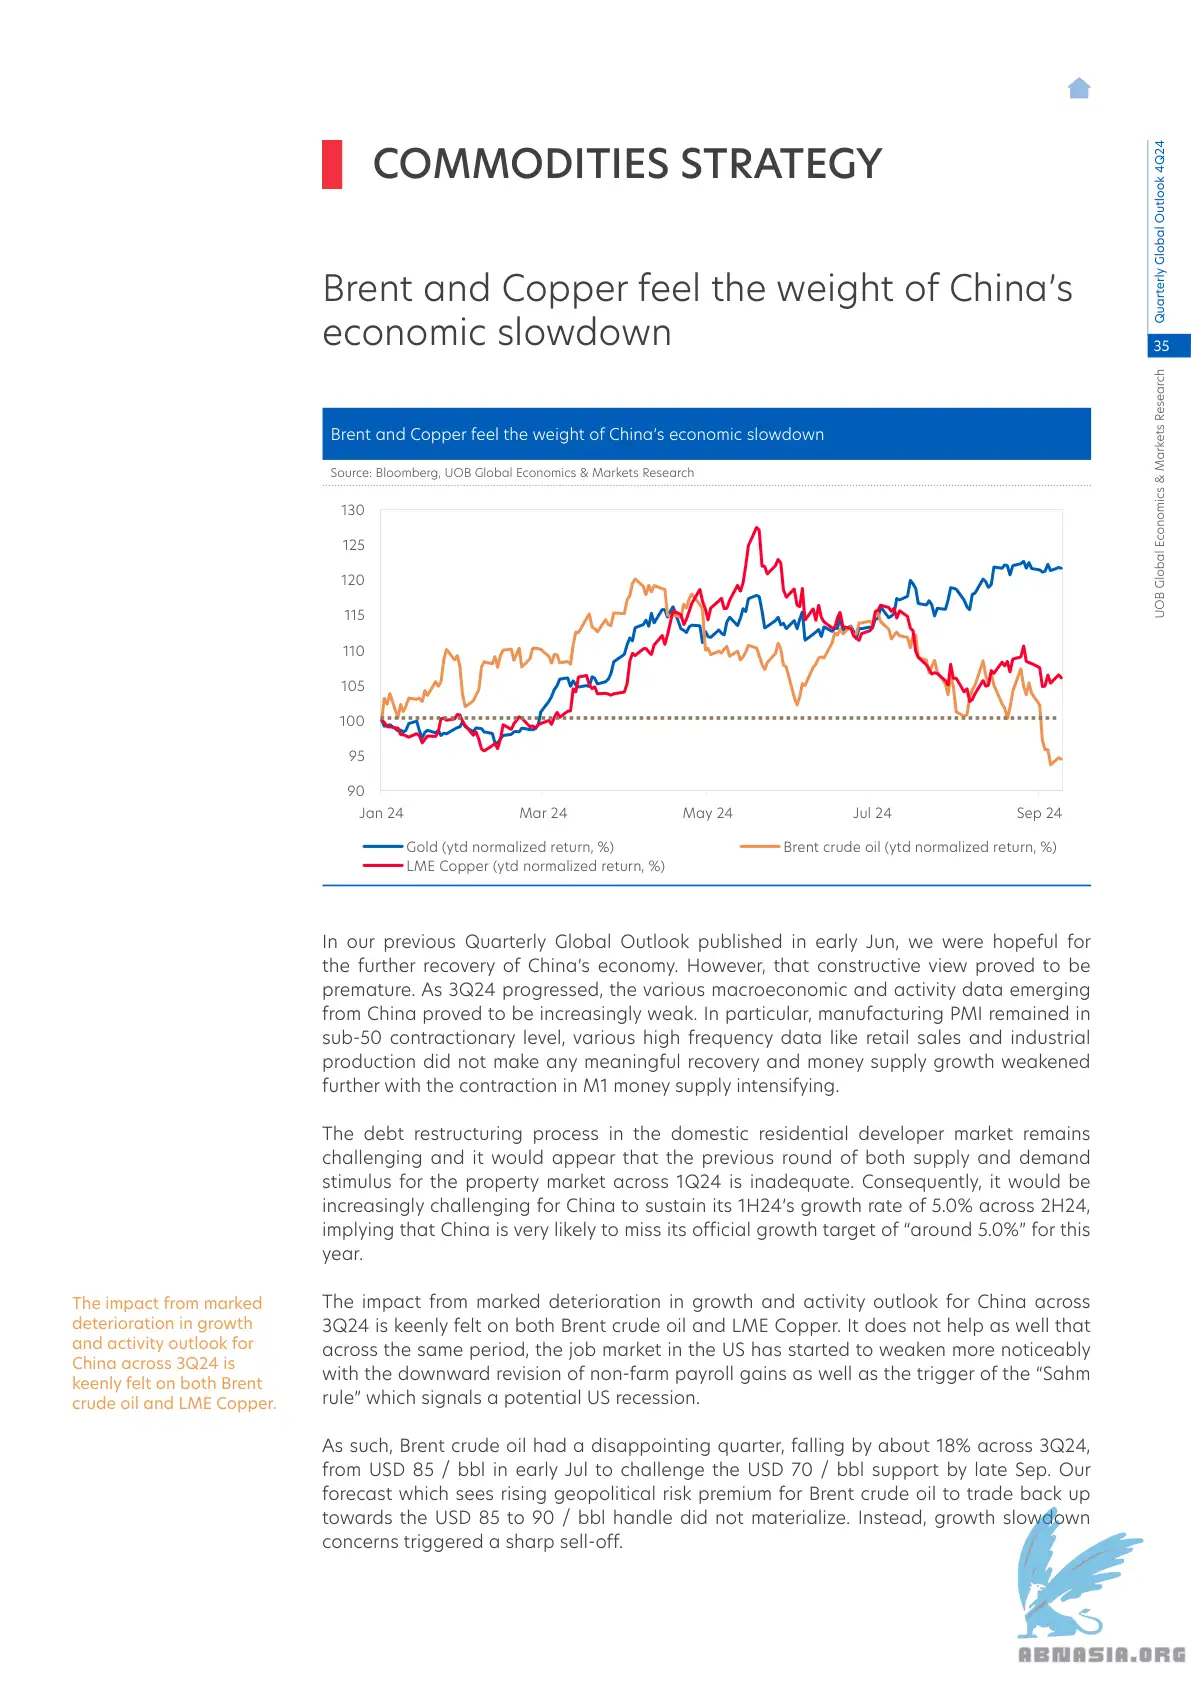 COMMODITIES STRATEGY
Quarterly Global Outlook 4Q24
35
UOB Global Economics & Markets Research
Brent and Copper feel the weight of China’s
economic slowdown
Brent and Copper feel the weight of China’s economic slowdown
Source: Bloomberg, UOB Global Economics & Markets Research
130
125
120
115
110
105
100
95
90
Jan 24 Mar 24 May 24 Jul 24 Sep 24
Gold (ytd normalized return, %) Brent crude oil (ytd normalized return, %)
LME Copper (ytd normalized return, %)
In our previous Quarterly Global Outlook published in early Jun, we were hopeful for
the further recovery of China’s economy. However, that constructive view proved to be
premature. As 3Q24 progressed, the various macroeconomic and activity data emerging
from China proved to be increasingly weak. In particular, manufacturing PMI remained in
sub-50 contractionary level, various high frequency data like retail sales and industrial
production did not make any meaningful recovery and money supply growth weakened
further with the contraction in M1 money supply intensifying.
The debt restructuring process in the domestic residential developer market remains
challenging and it would appear that the previous round of both supply and demand
stimulus for the property market across 1Q24 is inadequate. Consequently, it would be
increasingly challenging for China to sustain its 1H24’s growth rate of 5.0% across 2H24,
implying that China is very likely to miss its official growth target of “around 5.0%” for this
year.
The impact from marked
deterioration in growth
and activity outlook for
China across 3Q24 is
keenly felt on both Brent
crude oil and LME Copper.
The impact from marked deterioration in growth and activity outlook for China across
3Q24 is keenly felt on both Brent crude oil and LME Copper. It does not help as well that
across the same period, the job market in the US has started to weaken more noticeably
with the downward revision of non-farm payroll gains as well as the trigger of the “Sahm
rule” which signals a potential US recession.
As such, Brent crude oil had a disappointing quarter, falling by about 18% across 3Q24,
from USD 85 / bbl in early Jul to challenge the USD 70 / bbl support by late Sep. Our
forecast which sees rising geopolitical risk premium for Brent crude oil to trade back up
towards the USD 85 to 90 / bbl handle did not materialize. Instead, growth slowdown
concerns triggered a sharp sell-off.
ABNASIA.ORG